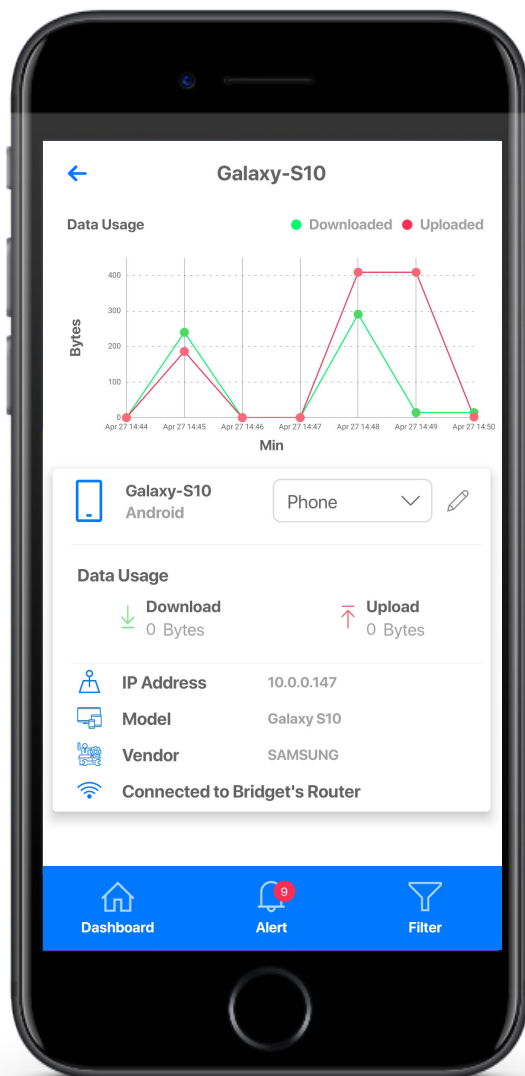 Galaxy-S10
Data Usage Downloaded Uploaded
400
300
200
100
0
Bytes
Apr 27 14:44 Apr 27 14:45 Apr 27 14:46 Apr 27 14:47 Apr 27 14:48 Apr 27 14:49 Apr 27 14:50
Min
Galaxy-S10
Android
Phone
Data Usage
Download Upload
0 Bytes 0 Bytes
IP Address 10.0.0.147
Model Galaxy S10
Vendor SAMSUNG
Connected to Bridget's Router
9
Dashboard Alert Filter